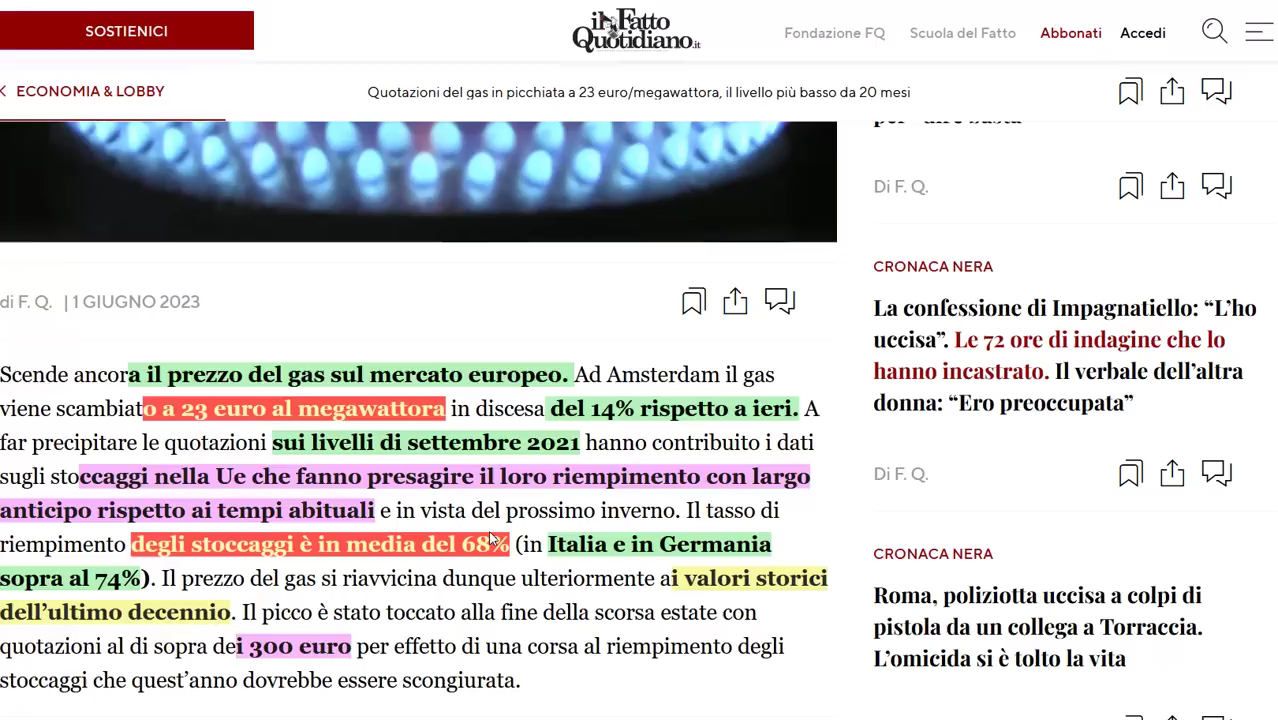 SOSTIENICI
il Fatto
Quotidiano.it
Fondazione FQ
Scuola del Fatto
Abbonati
Accedi
ECONOMIA & LOBBY
Quotazioni del gas in picchiata a 23 euro/megawattora, il livello più basso da 20 mesi
di F. Q. | 1 GIUGNO 2023
Scende ancora il prezzo del gas sul mercato europeo. Ad Amsterdam il gas
viene scambiato a 23 euro al megawattora in discesa del 14% rispetto a ieri. A
far precipitare le quotazioni sui livelli di settembre 2021 hanno contribuito i dati
sugli stoccaggi nella Ue che fanno presagire il loro riempimento con largo
anticipo rispetto ai tempi abituali e in vista del prossimo inverno. Il tasso di
riempimento degli stoccaggi è in media del 68% (in Italia e in Germania
sopra al 74%). Il prezzo del gas si riavvicina dunque ulteriormente ai valori storici
dell’ultimo decennio. Il picco è stato toccato alla fine della scorsa estate con
quotazioni al di sopra dei 300 euro per effetto di una corsa al riempimento degli
stoccaggi che quest’anno dovrebbe essere scongiurata.
Di F. Q.
CRONACA NERA
La confessione di Impagnatiello: “L’ho
uccisa”. Le 72 ore di indagine che lo
hanno incastrato. Il verbale dell’altra
donna: “Ero preoccupata”
Di F. Q.
CRONACA NERA
Roma, poliziotta uccisa a colpi di
pistola da un collega a Torraccia.
L’omicida si è tolto la vita